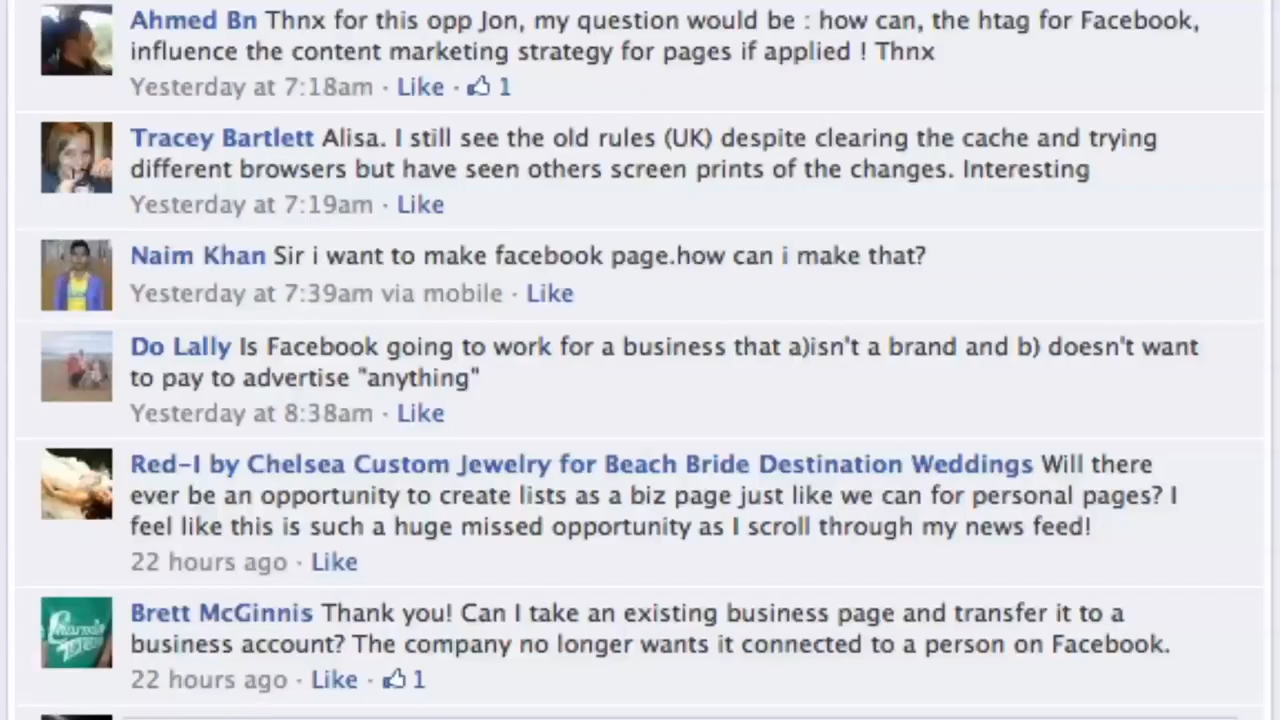 Ahmed Bn Thnx for this opp Jon, my question would be : how can, the htag for Facebook,
influence the content marketing strategy for pages if applied ! Thnx
Yesterday at 7:18am · Like · 1
Tracey Bartlett Alisa. I still see the old rules (UK) despite clearing the cache and trying
different browsers but have seen others screen prints of the changes. Interesting
Yesterday at 7:19am · Like
Naim Khan Sir i want to make facebook page.how can i make that?
Yesterday at 7:39am via mobile · Like
Do Lally Is Facebook going to work for a business that a)isn't a brand and b) doesn't want
to pay to advertise "anything"
Yesterday at 8:38am · Like
Red-I by Chelsea Custom Jewelry for Beach Bride Destination Weddings Will there
ever be an opportunity to create lists as a biz page just like we can for personal pages? I
feel like this is such a huge missed opportunity as I scroll through my news feed!
22 hours ago · Like
Brett McGinnis Thank you! Can I take an existing business page and transfer it to a
business account? The company no longer wants it connected to a person on Facebook.
22 hours ago · Like · 1